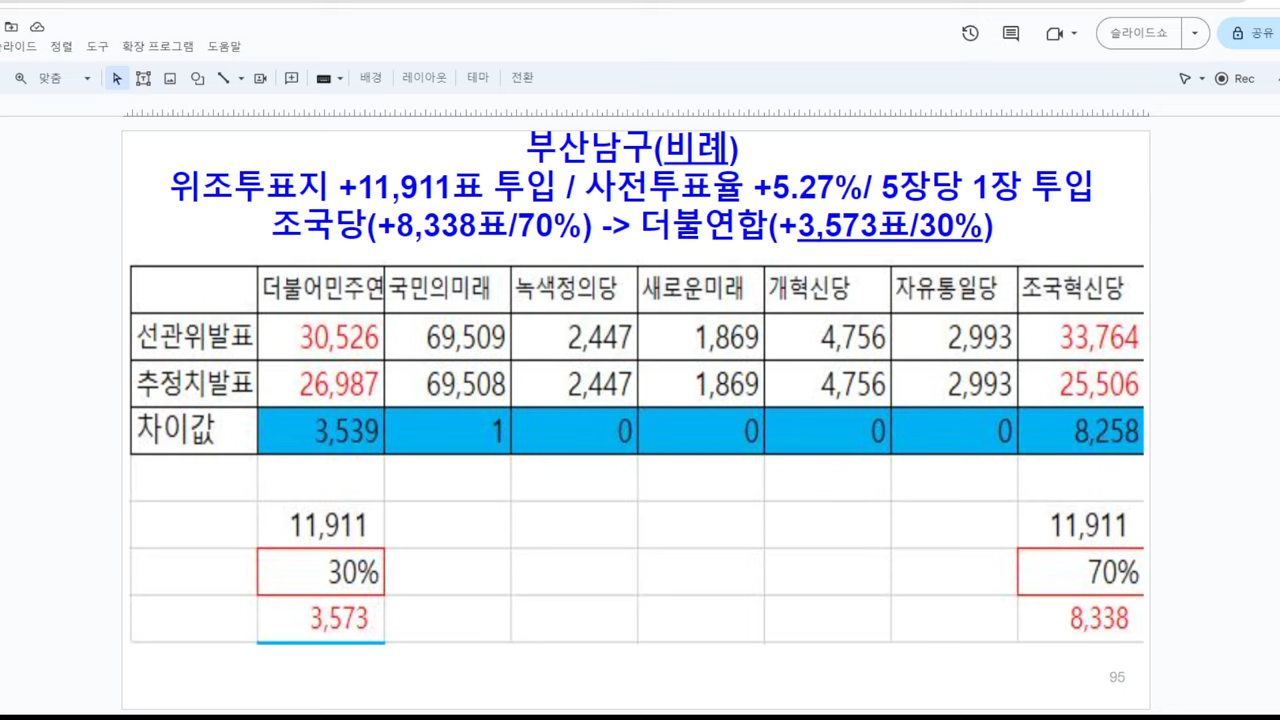 라이드 정렬 도구 확장 프로그램 도움말
슬라이드쇼
공유
맞춤
배경
레이아웃
테마
전환
Rec
부산남구(비례)
위조투표지 +11,911표 투입 / 사전투표율 +5.27%/ 5장당 1장 투입
조국당(+8,338표/70%) -> 더불연합(+3,573표/30%)
더불어민주연 국민의미래 녹색정의당 새로운미래 개혁신당 자유통일당 조국혁신당
선관위발표 30,526 69,509 2,447 1,869 4,756 2,993 33,764
추정치발표 26,987 69,508 2,447 1,869 4,756 2,993 25,506
차이값 3,539 1 0 0 0 0 8,258
11,911 11,911
30% 70%
3,573 8,338
95